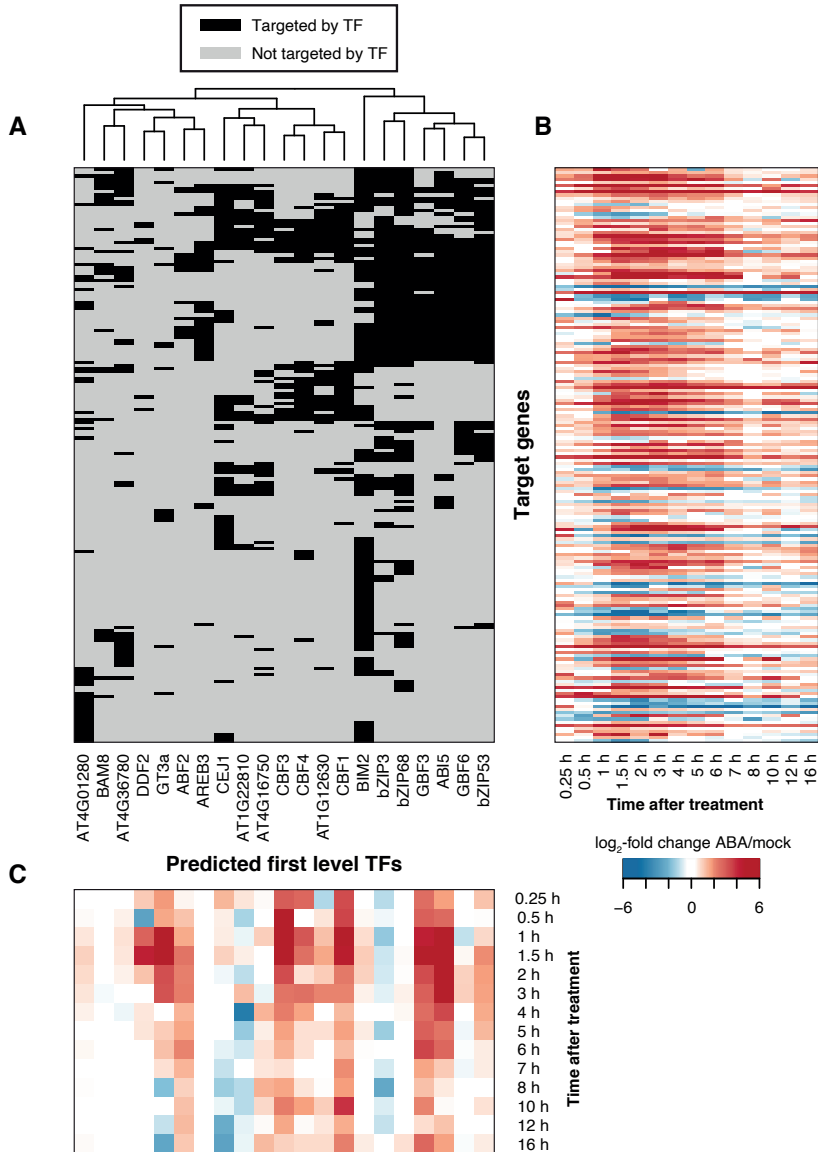 Targeted by TF
Not targeted by TF
A
B
Target genes
AT4G01280
BAM8
AT4G36780
DDF2
GT3a
ABF2
AREB3
CEJ1
AT1G22810
AT4G16750
CBF3
CBF4
AT1G12630
CBF1
BIM2
bZIP3
bZIP68
GBF3
ABI5
GBF6
bZIP53
0.25 h
0.5 h
1 h
1.5 h
2 h
3 h
4 h
5 h
6 h
7 h
8 h
10 h
12 h
16 h
Time after treatment
Predicted first level TFs
log2-fold change ABA/mock
−6 0 6
C
0.25 h
0.5 h
1 h
1.5 h
2 h
3 h
4 h
5 h
6 h
7 h
8 h
10 h
12 h
16 h
Time after treatment